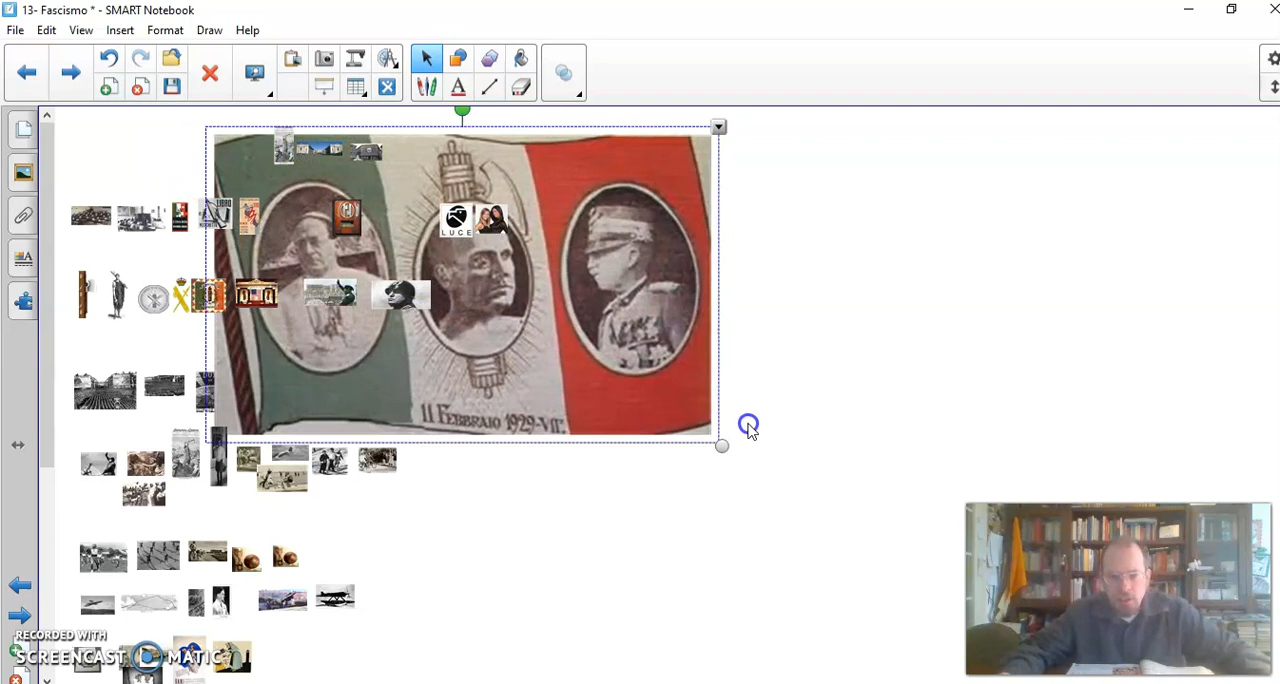 13- Fascismo * - SMART Notebook
File Edit View Insert Format Draw Help
LIBRO
LUCE
11 FEBBRAIO 1929-VII.
RECORDED WITH
SCREENCAST MATIC